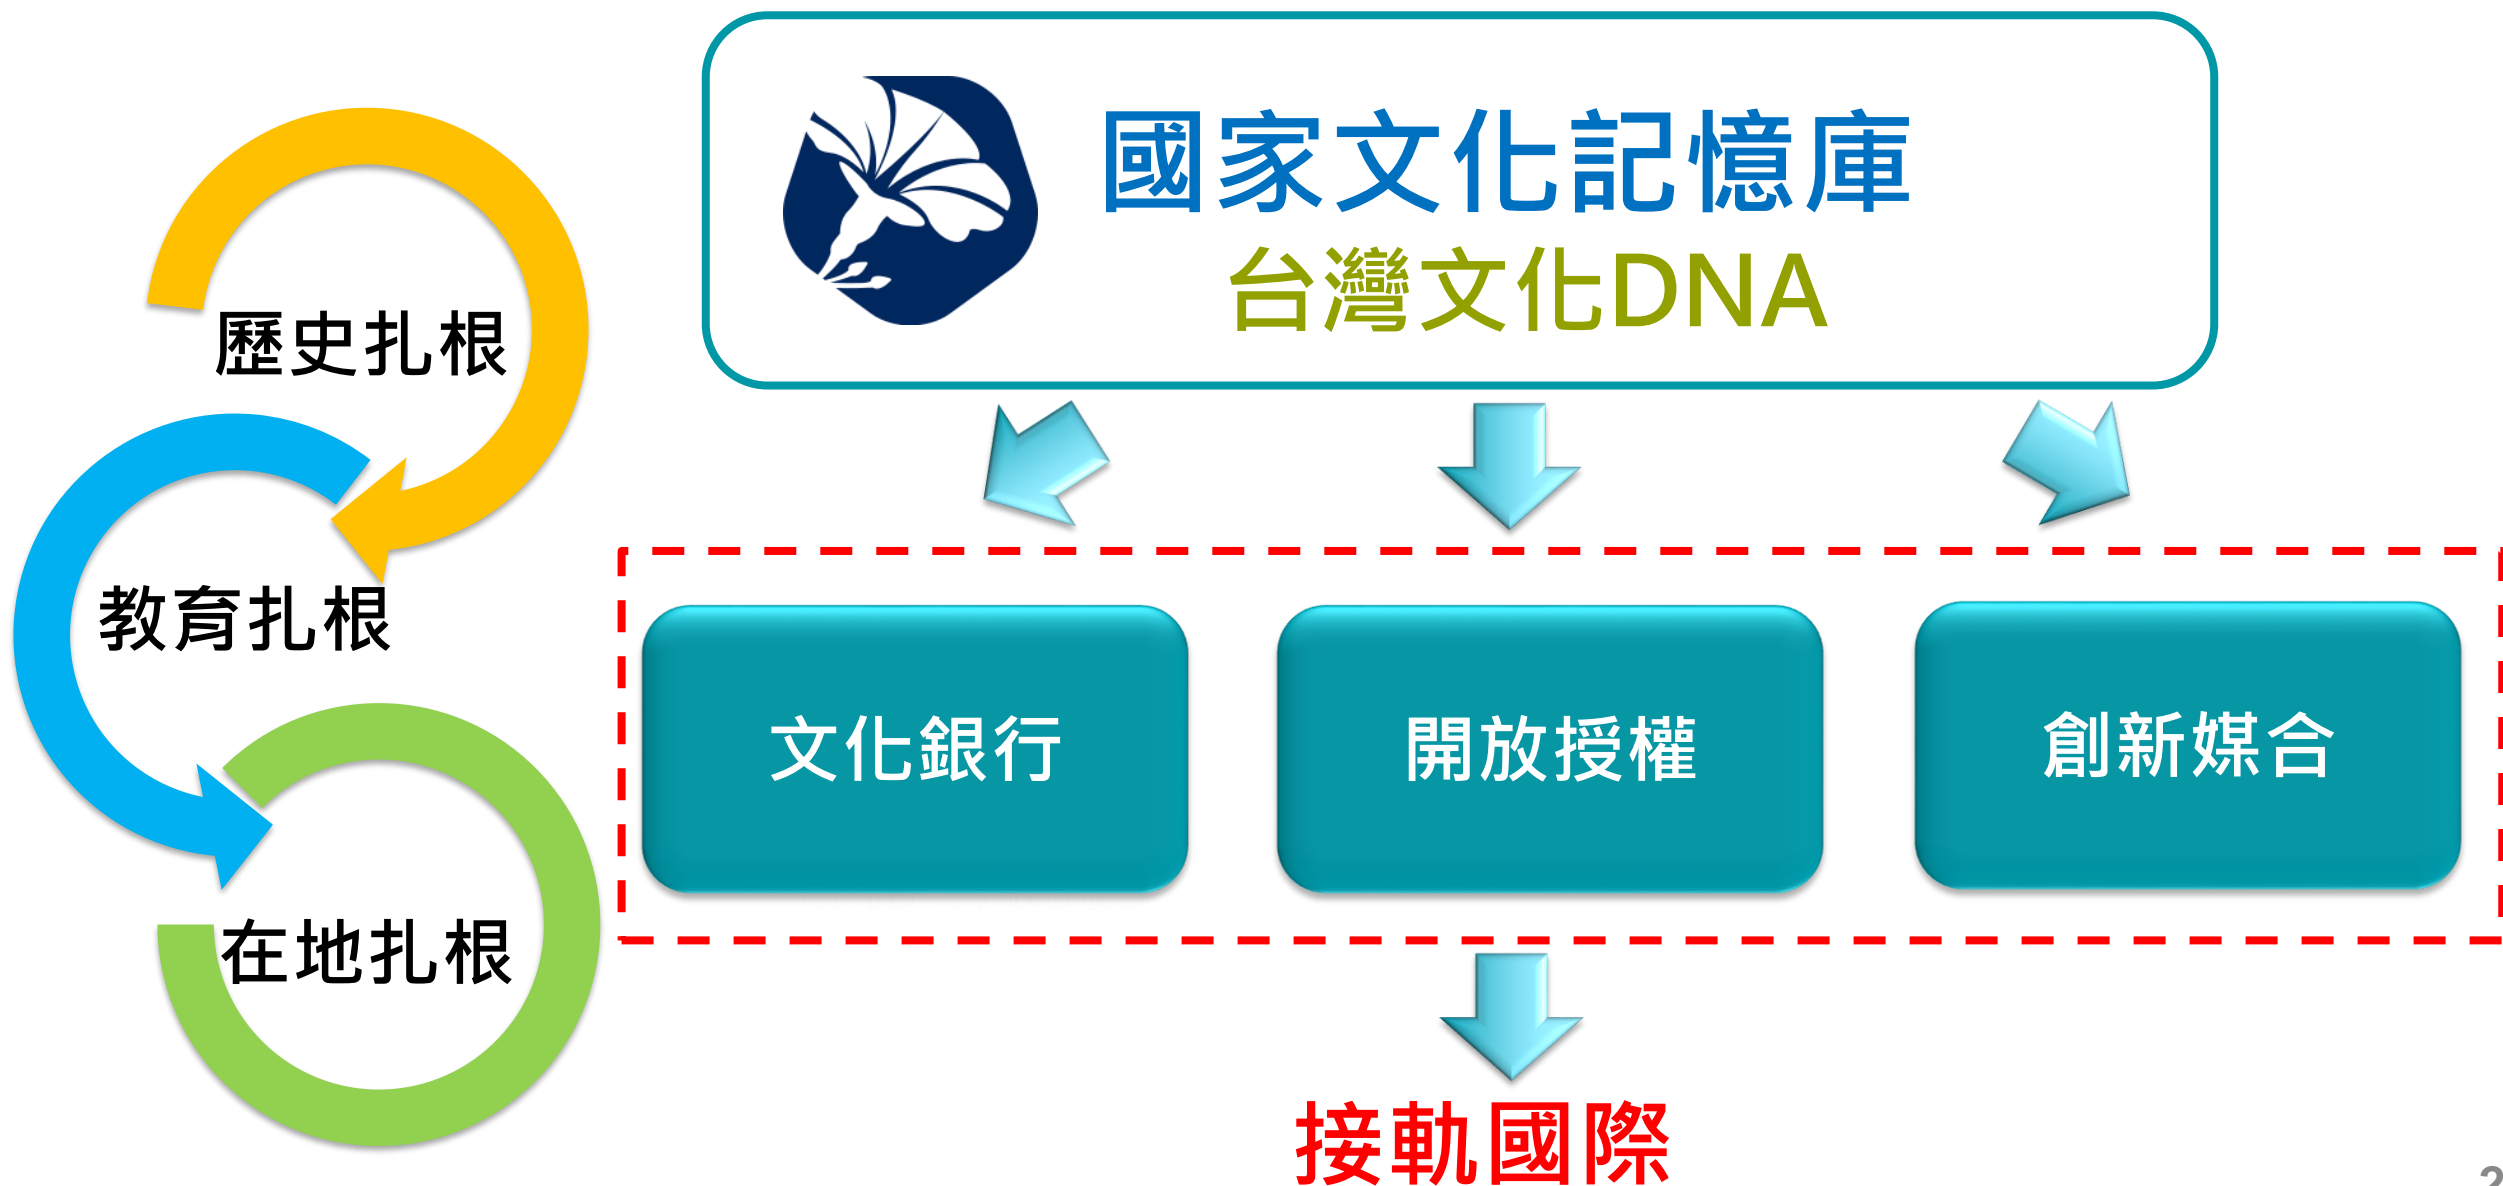 國家文化記憶庫
台灣文化DNA
歷史扎根
教育扎根
在地扎根
文化銀行
開放授權
創新媒合
接軌國際
2